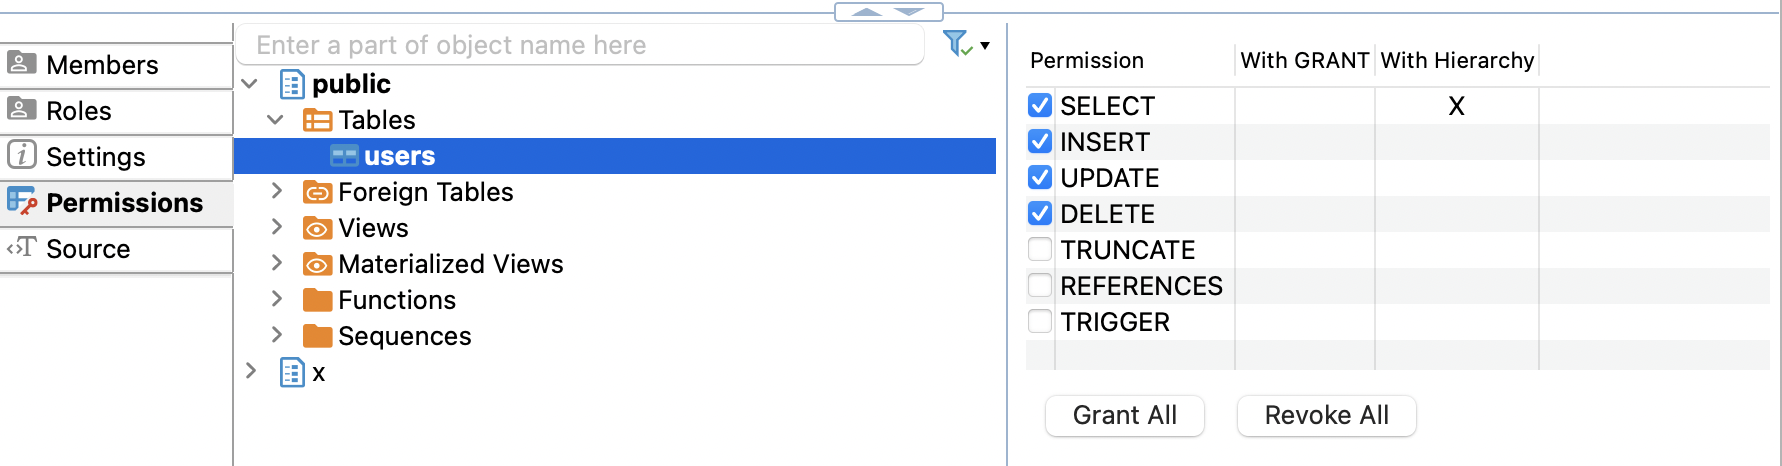 Members
Roles
Settings
Permissions
Source
Enter a part of object name here
public
Tables
users
Foreign Tables
Views
Materialized Views
Functions
Sequences
x
Permission With GRANT With Hierarchy
SELECT X
INSERT
UPDATE
DELETE
TRUNCATE
REFERENCES
TRIGGER
Grant All Revoke All